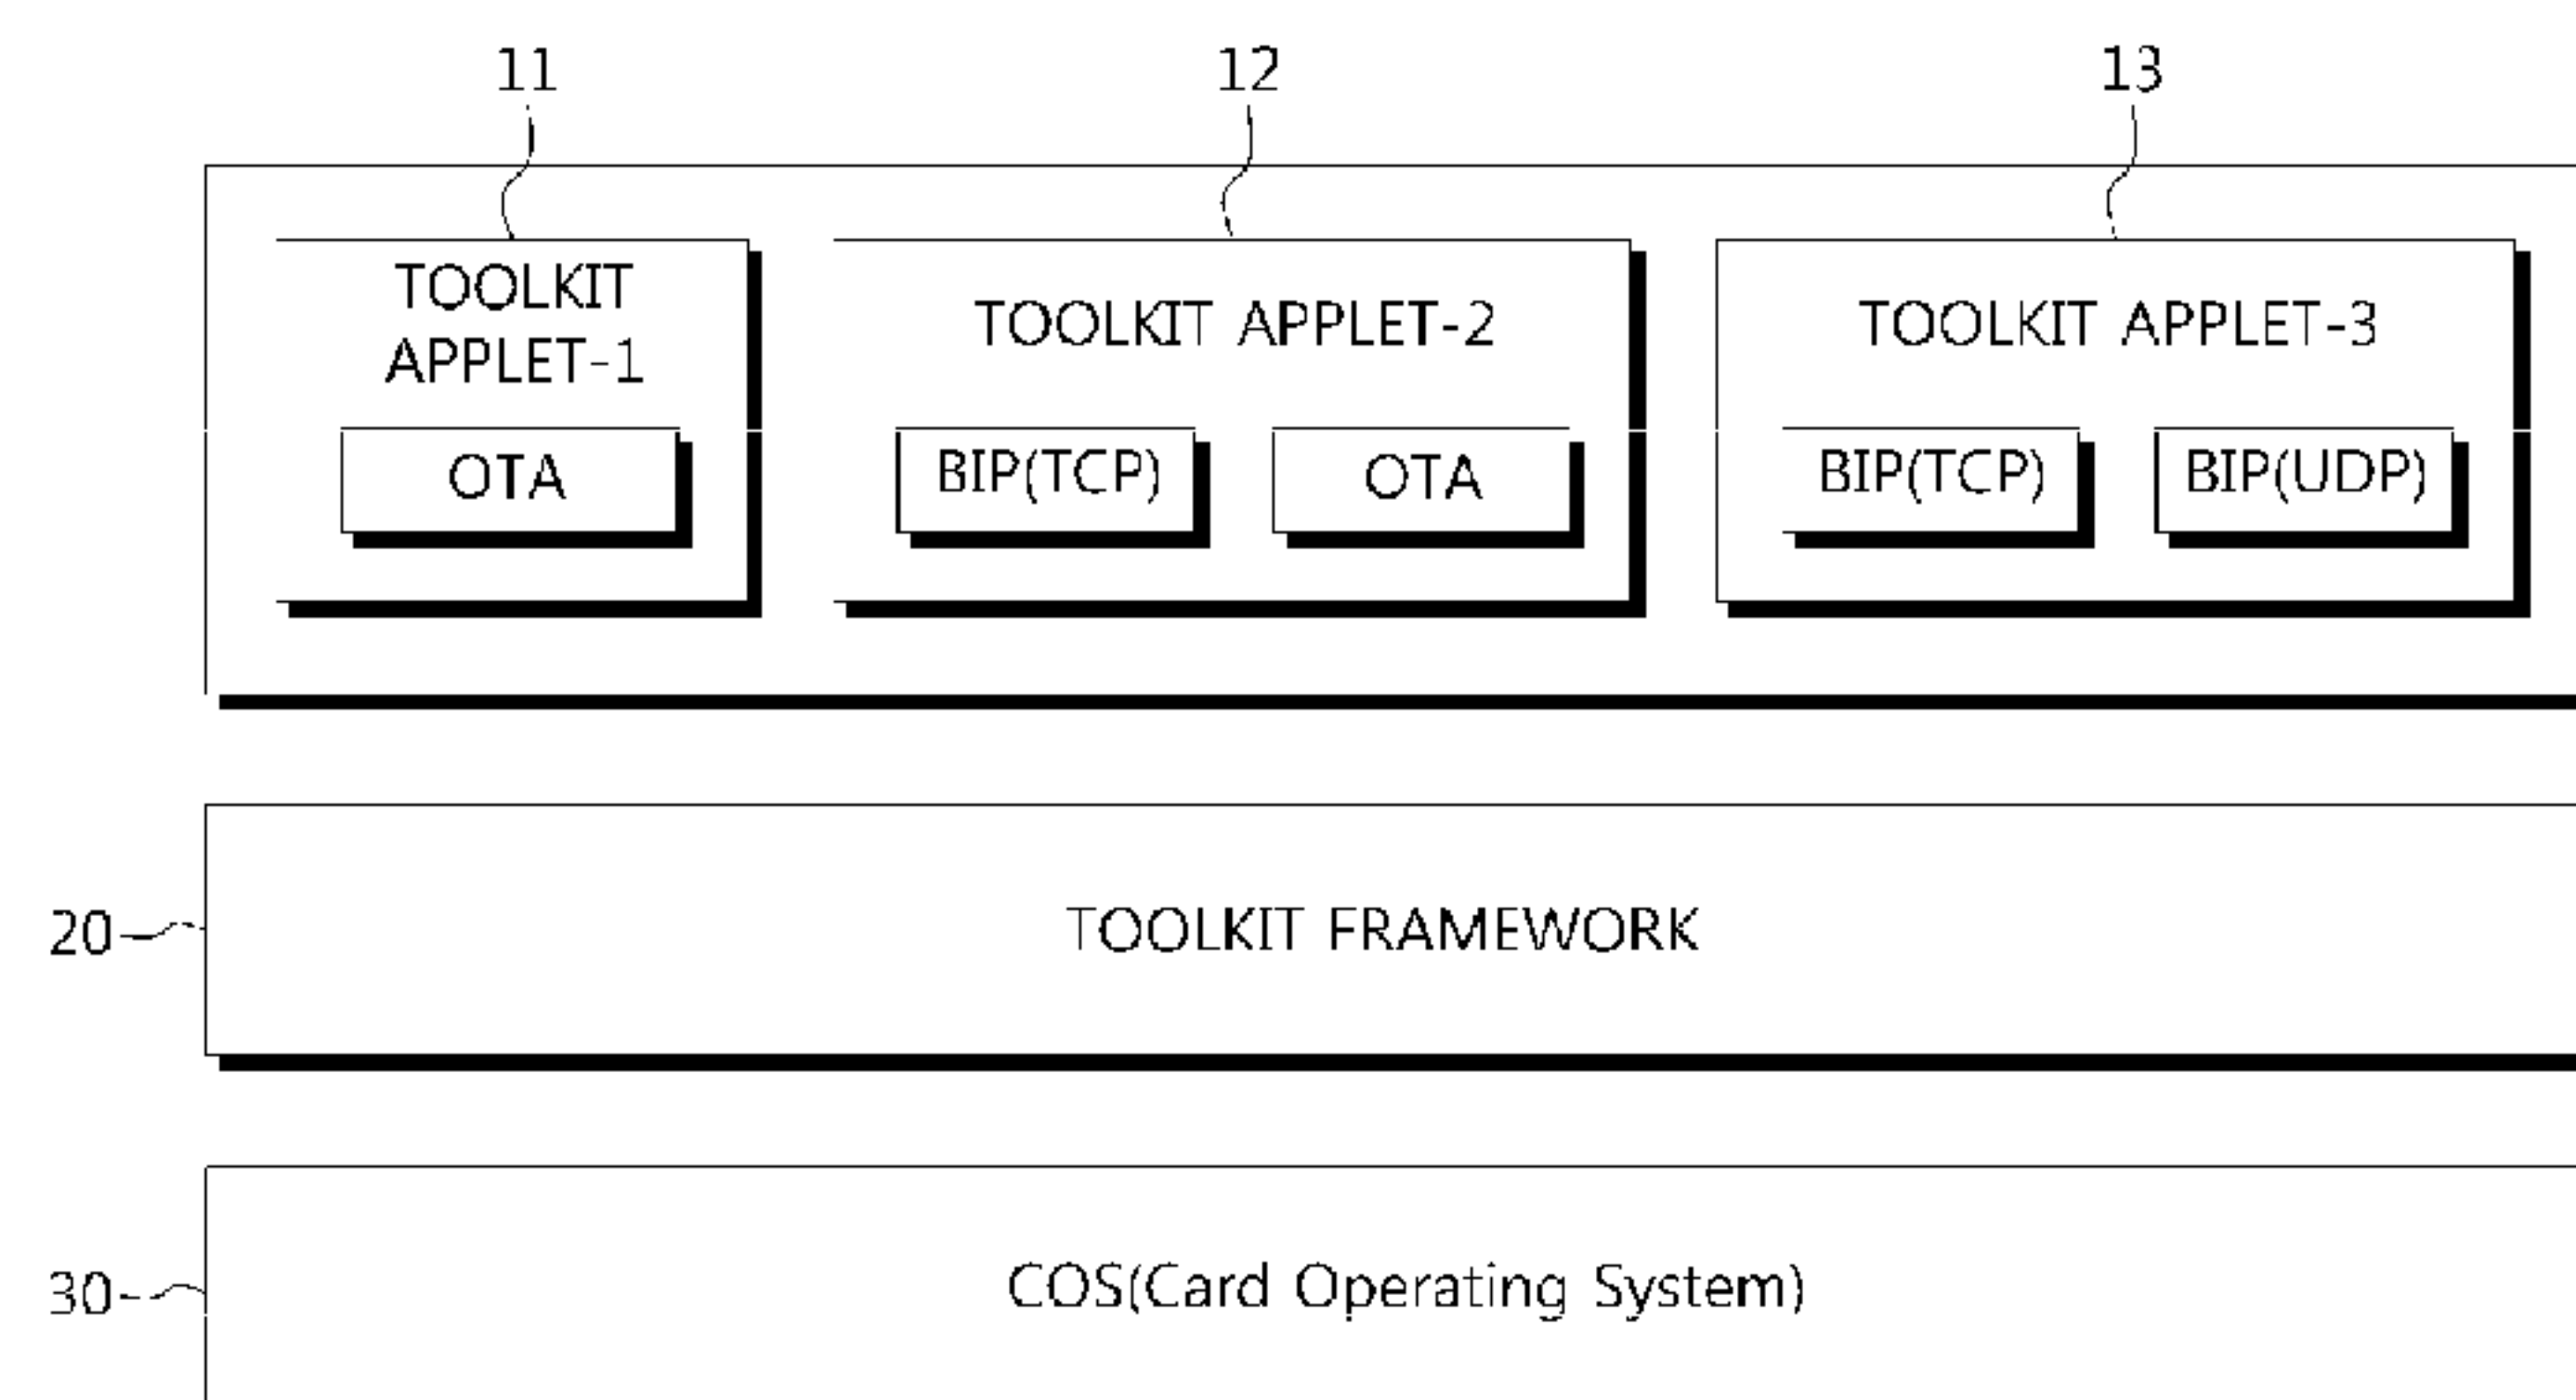 11
12
13
TOOLKIT
APPLET-1
OTA
TOOLKIT APPLET-2
BIP(TCP)
OTA
TOOLKIT APPLET-3
BIP(TCP)
BIP(UDP)
20
TOOLKIT FRAMEWORK
30
COS(Card Operating System)